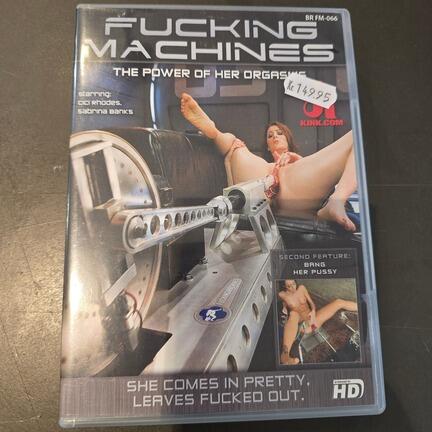 BR FM-066
FUCKING
MACHINES
THE POWER OF HER ORGASMS
starring:
cici rhodes,
sabrina banks
Kr 149.95
KINK.COM
SECOND FEATURE:
BANG
HER PUSSY
SHE COMES IN PRETTY,
LEAVES FUCKED OUT.
HD